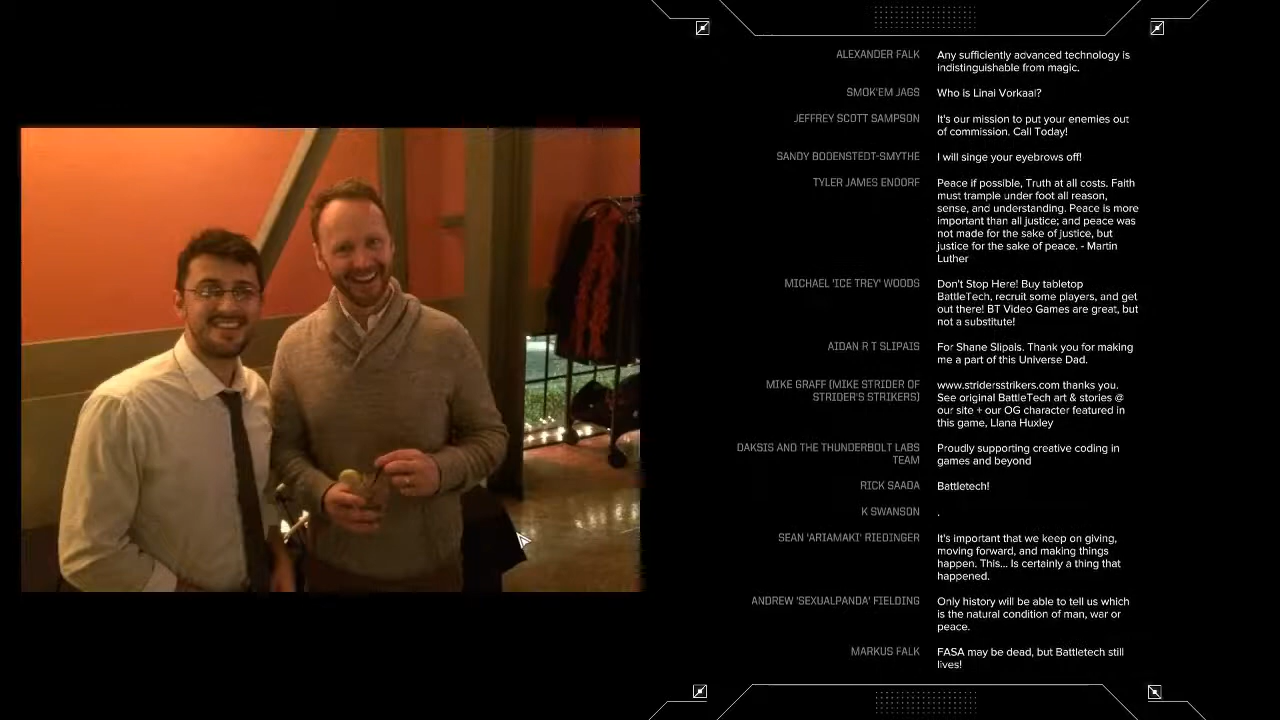 ALEXANDER FALK
Any sufficiently advanced technology is
indistinguishable from magic.
SMOK'EM JAGS
Who is Linai Vorkaal?
JEFFREY SCOTT SAMPSON
It's our mission to put your enemies out
of commission. Call Today!
SANDY BODENSTEDT-SMYTHE
I will singe your eyebrows off!
TYLER JAMES ENDORF
Peace if possible, Truth at all costs. Faith
must trample under foot all reason,
sense, and understanding. Peace is more
important than all justice; and peace was
not made for the sake of justice, but
justice for the sake of peace. - Martin
Luther
MICHAEL 'ICE TREY' WOODS
Don't Stop Here! Buy tabletop
BattleTech, recruit some players, and get
out there! BT Video Games are great, but
not a substitute!
AIDAN R T SLIPAIS
For Shane Slipais. Thank you for making
me a part of this Universe Dad.
MIKE GRAFF (MIKE STRIDER OF
STRIDER'S STRIKERS)
www.stridersstrikers.com thanks you.
See original BattleTech art & stories @
our site + our OG character featured in
this game, Llana Huxley
DAKSIS AND THE THUNDERBOLT LABS
TEAM
Proudly supporting creative coding in
games and beyond
RICK SAADA
Battletech!
K SWANSON
.
SEAN 'ARIAMAKI' RIEDINGER
It's important that we keep on giving,
moving forward, and making things
happen. This... Is certainly a thing that
happened.
ANDREW 'SEXUALPANDA' FIELDING
Only history will be able to tell us which
is the natural condition of man, war or
peace.
MARKUS FALK
FASA may be dead, but Battletech still
lives!